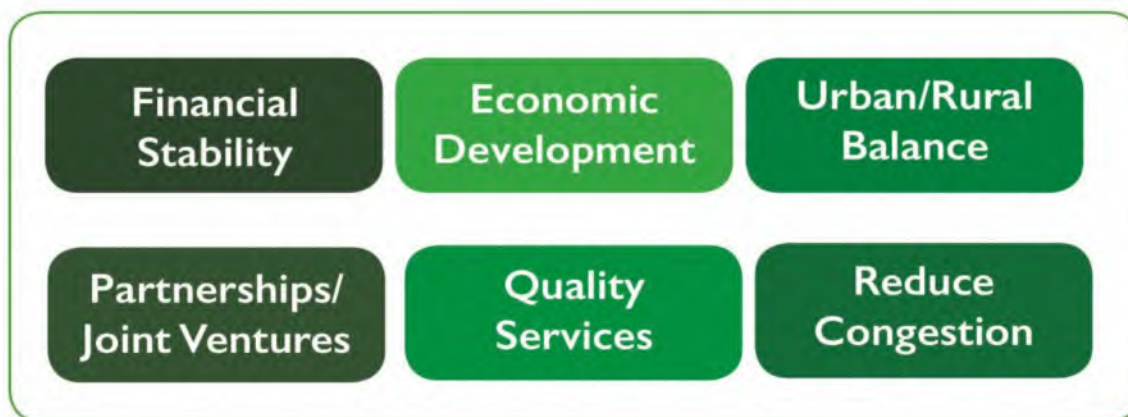 Financial
Stability
Economic
Development
Urban/Rural
Balance
Partnerships/
Joint Ventures
Quality
Services
Reduce
Congestion